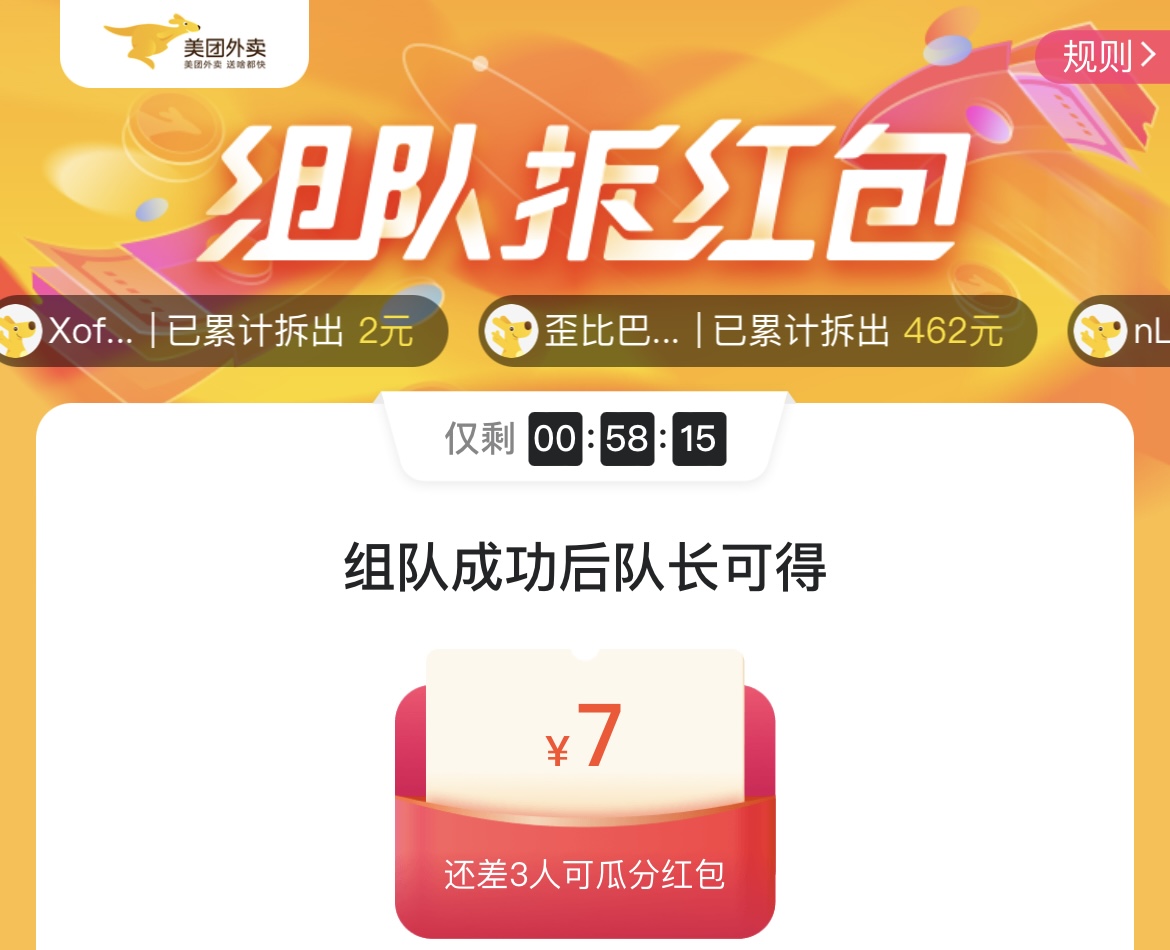 美团外卖
美团外卖 送啥都快
规则
组队拆红包
Xof... | 已累计拆出 2元
歪比巴... | 已累计拆出 462元
nL
仅剩 00:58:15
组队成功后队长可得
¥7
还差3人可瓜分红包